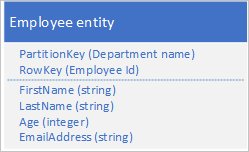 Employee entity
PartitionKey (Department name)
RowKey (Employee Id)
FirstName (string)
LastName (string)
Age (integer)
EmailAddress (string)